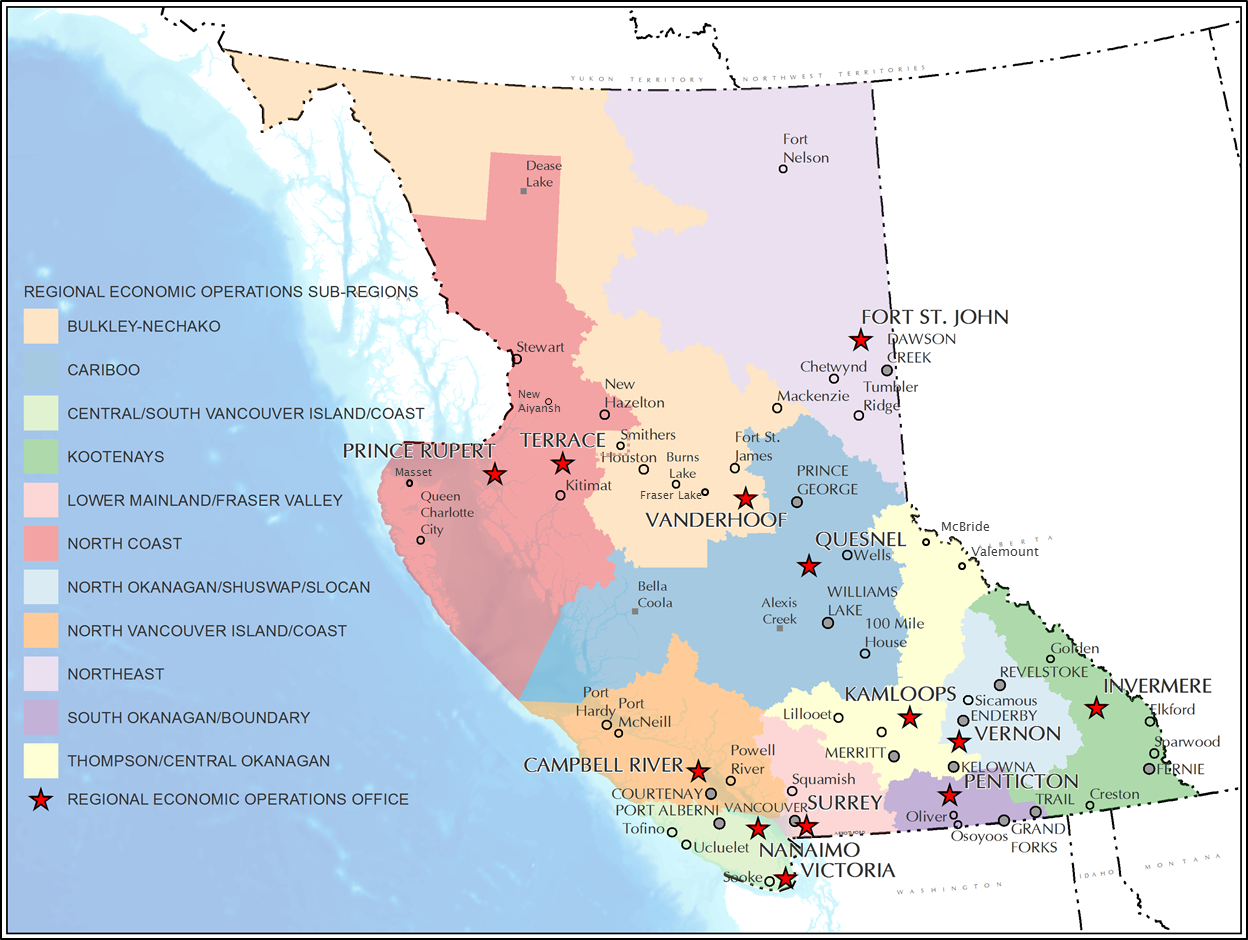 YUKON TERRITORY
NORTHWEST TERRITORIES
Fort
Nelson
Dease
Lake
REGIONAL ECONOMIC OPERATIONS SUB-REGIONS
BULKLEY-NECHAKO
CARIBOO
CENTRAL/SOUTH VANCOUVER ISLAND/COAST
KOOTENAYS
LOWER MAINLAND/FRASER VALLEY
NORTH COAST
NORTH OKANAGAN/SHUSWAP/SLOCAN
NORTH VANCOUVER ISLAND/COAST
NORTHEAST
SOUTH OKANAGAN/BOUNDARY
THOMPSON/CENTRAL OKANAGAN
REGIONAL ECONOMIC OPERATIONS OFFICE
FORT ST. JOHN
DAWSON
CREEK
Stewart
Chetwynd
Tumbler
Ridge
New
Hazelton
New
Aiyansh
Mackenzie
PRINCE RUPERT
TERRACE
Smithers
Houston
Burns
Lake
Fort St.
James
Masset
Queen
Charlotte
City
Kitimat
Fraser Lake
PRINCE
GEORGE
VANDERHOOF
QUESNEL
Wells
McBride
ALBERTA
Valemount
Bella
Coola
Alexis
Creek
WILLIAMS
LAKE
100 Mile
House
Golden
REVELSTOKE
Port
Hardy
Port
McNeill
Lillooet
KAMLOOPS
Sicamous
ENDERBY
INVERMERE
Elkford
VERNON
Sparwood
MERRITT
KELOWNA
FERNIE
CAMPBELL RIVER
Powell
River
Squamish
PENTICTON
COURTENAY
PORT ALBERNI
VANCOUVER
SURREY
TRAIL
Creston
Tofino
Oliver
Osoyoos
GRAND
FORKS
Ucluelet
NANAIMO
Sooke
VICTORIA
WASHINGTON
IDAHO
MONTANA